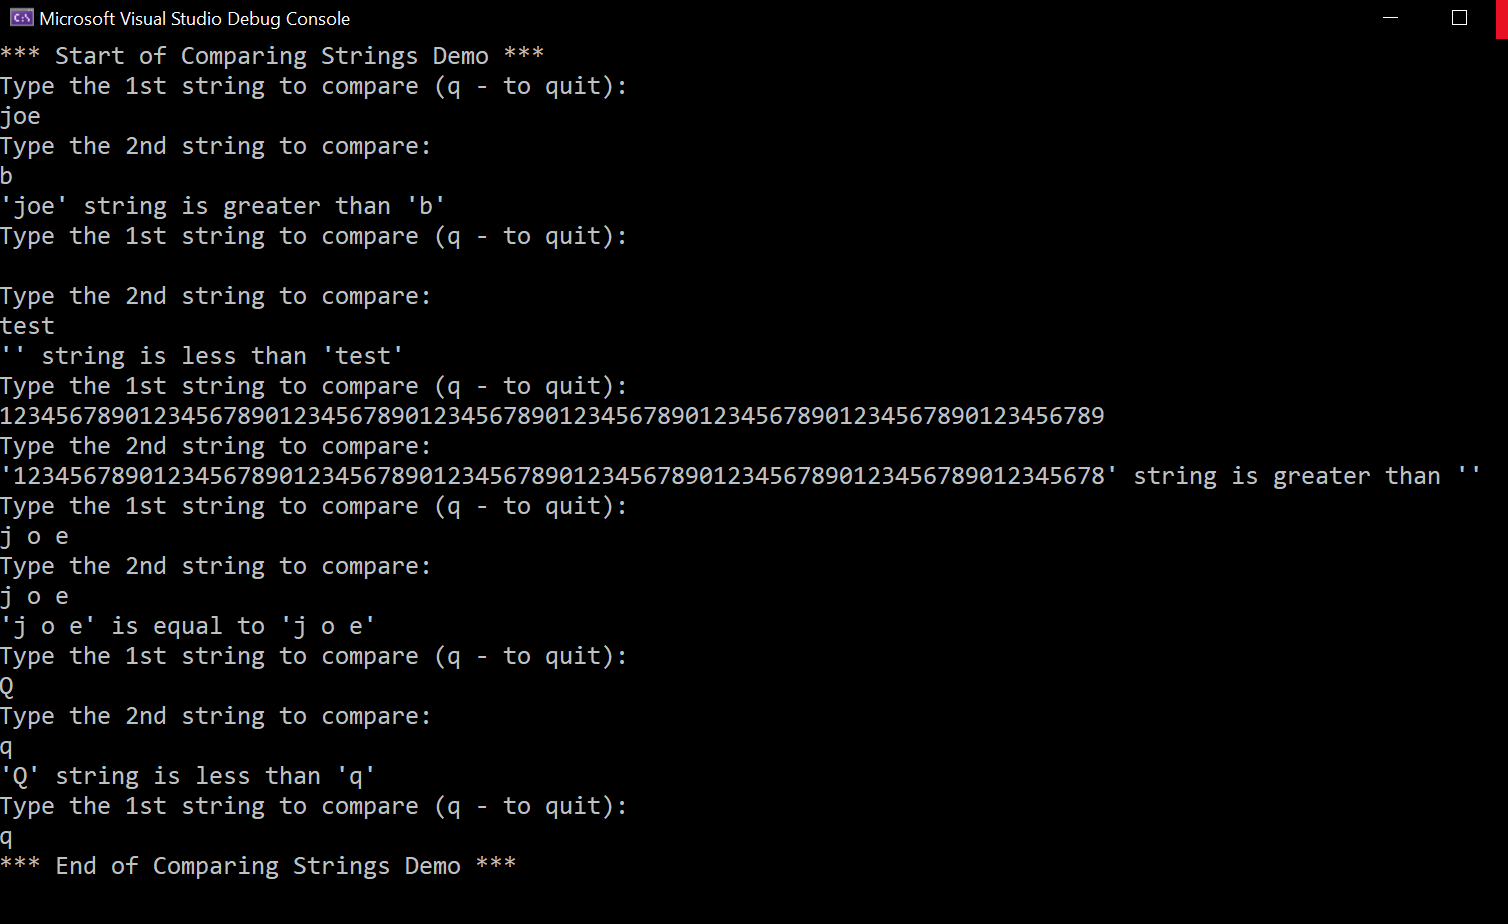 Microsoft Visual Studio Debug Console
*** Start of Comparing Strings Demo ***
Type the 1st string to compare (q - to quit):
joe
Type the 2nd string to compare:
b
'joe' string is greater than 'b'
Type the 1st string to compare (q - to quit):
Type the 2nd string to compare:
test
'' string is less than 'test'
Type the 1st string to compare (q - to quit):
1234567890123456789012345678901234567890123456789012345678901234567890123456789
Type the 2nd string to compare:
'123456789012345678901234567890123456789012345678901234567890123456789012345678' string is greater than ''
Type the 1st string to compare (q - to quit):
j o e
Type the 2nd string to compare:
j o e
'j o e' is equal to 'j o e'
Type the 1st string to compare (q - to quit):
Q
Type the 2nd string to compare:
q
'Q' string is less than 'q'
Type the 1st string to compare (q - to quit):
q
*** End of Comparing Strings Demo ***